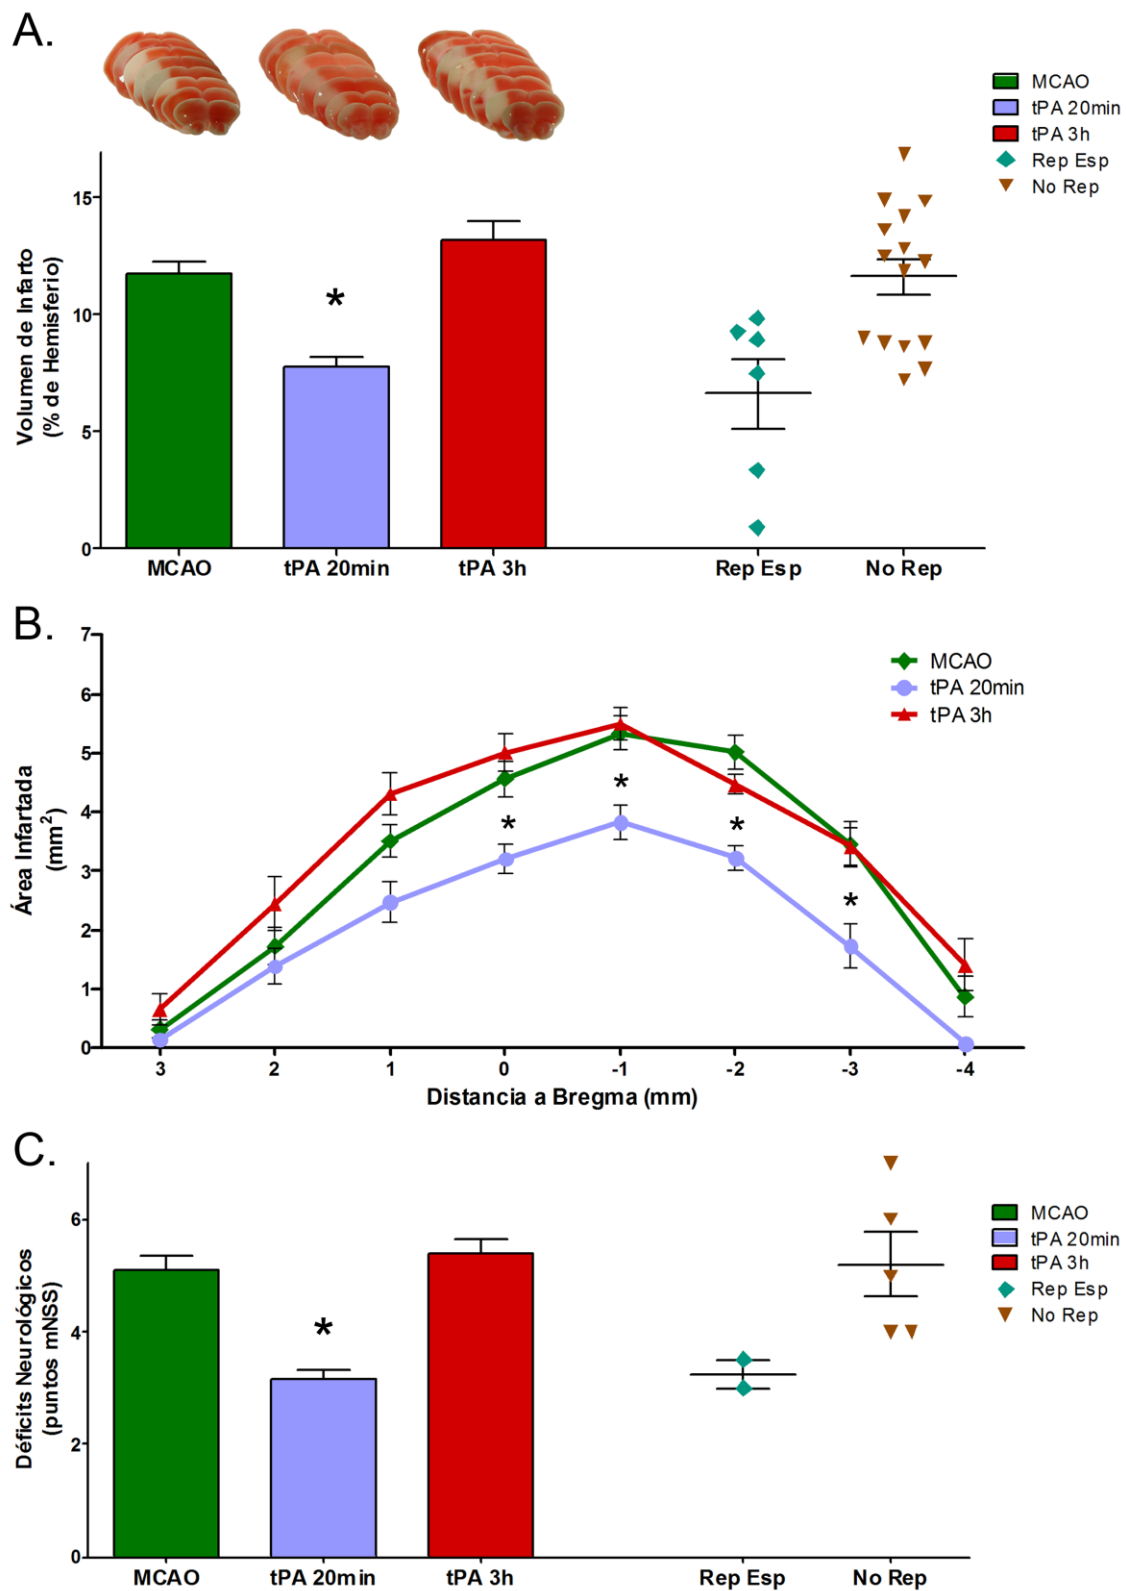 A.
MCAO
tPA 20min
tPA 3h
Rep Esp
No Rep
Volumen de Infarto
(% de Hemisferio)
15
10
5
0
*
MCAO tPA 20min tPA 3h Rep Esp No Rep
B.
MCAO
tPA 20min
tPA 3h
Área Infartada
(mm²)
7
6
5
4
3
2
1
0
* * * *
3 2 1 0 -1 -2 -3 -4
Distancia a Bregma (mm)
C.
MCAO
tPA 20min
tPA 3h
Rep Esp
No Rep
Déficits Neurológicos
(puntos mNSS)
6
4
2
0
*
MCAO tPA 20min tPA 3h Rep Esp No Rep